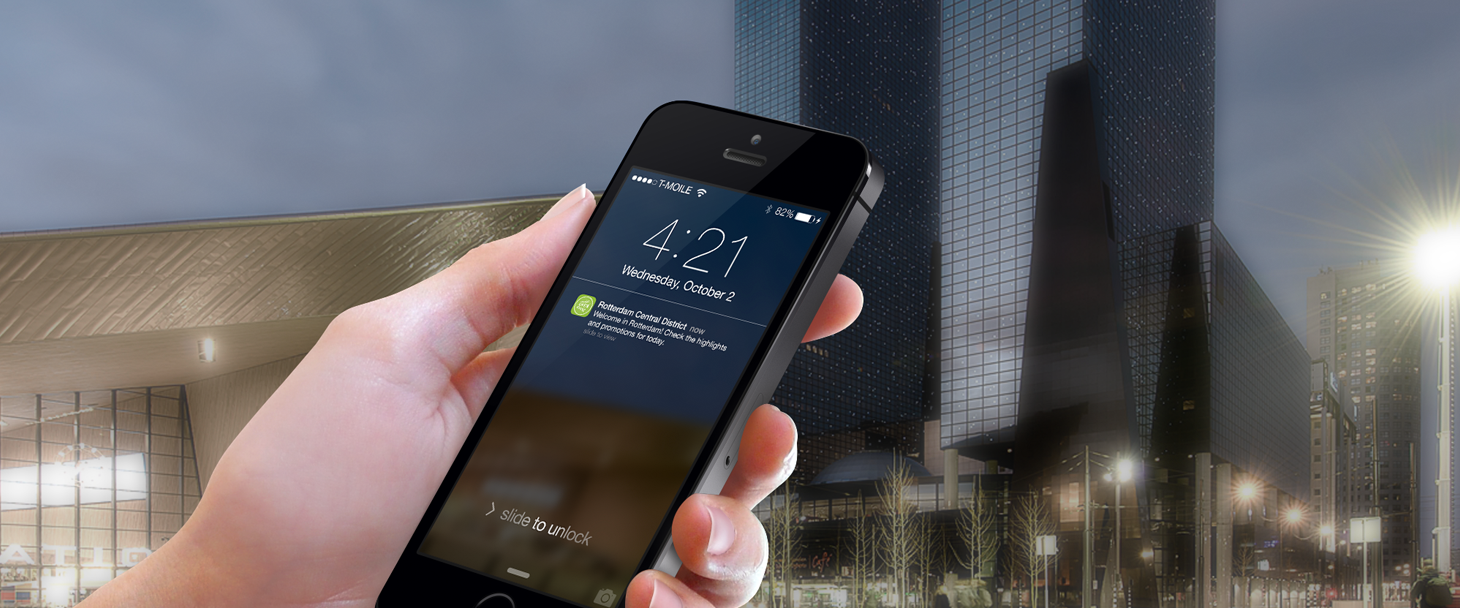 T-MOILE
82%
4:21
Wednesday, October 2
Rotterdam Central District now
Welcome in Rotterdam! Check the highlights
and promotions for today.
slide to view
slide to unlock